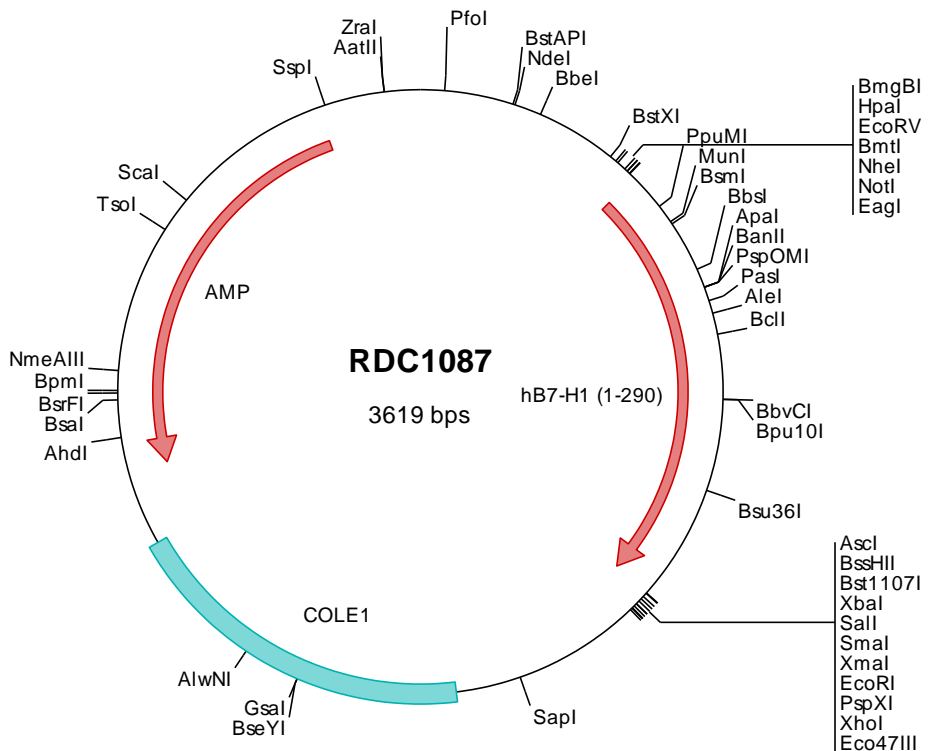 PfoI
ZraI
AatII
BstAPI
NdeI
SspI
BbeI
BmgBI
HpaI
EcoRV
BmtI
NheI
NotI
EagI
BstXI
PpuMI
MunI
BsmI
ScaI
BbsI
TsoI
ApaI
BanII
PspOMI
PasI
AleI
BclI
AMP
RDC1087
3619 bps
NmeAIII
BpmI
BsrFI
BsaI
AhdI
hB7-H1 (1-290)
BbvCI
Bpu10I
Bsu36I
AscI
BssHII
Bst1107I
XbaI
SalI
SmaI
XmaI
EcoRI
PspXI
XhoI
Eco47III
COLE1
AlwNI
GsaI
BseYI
SapI